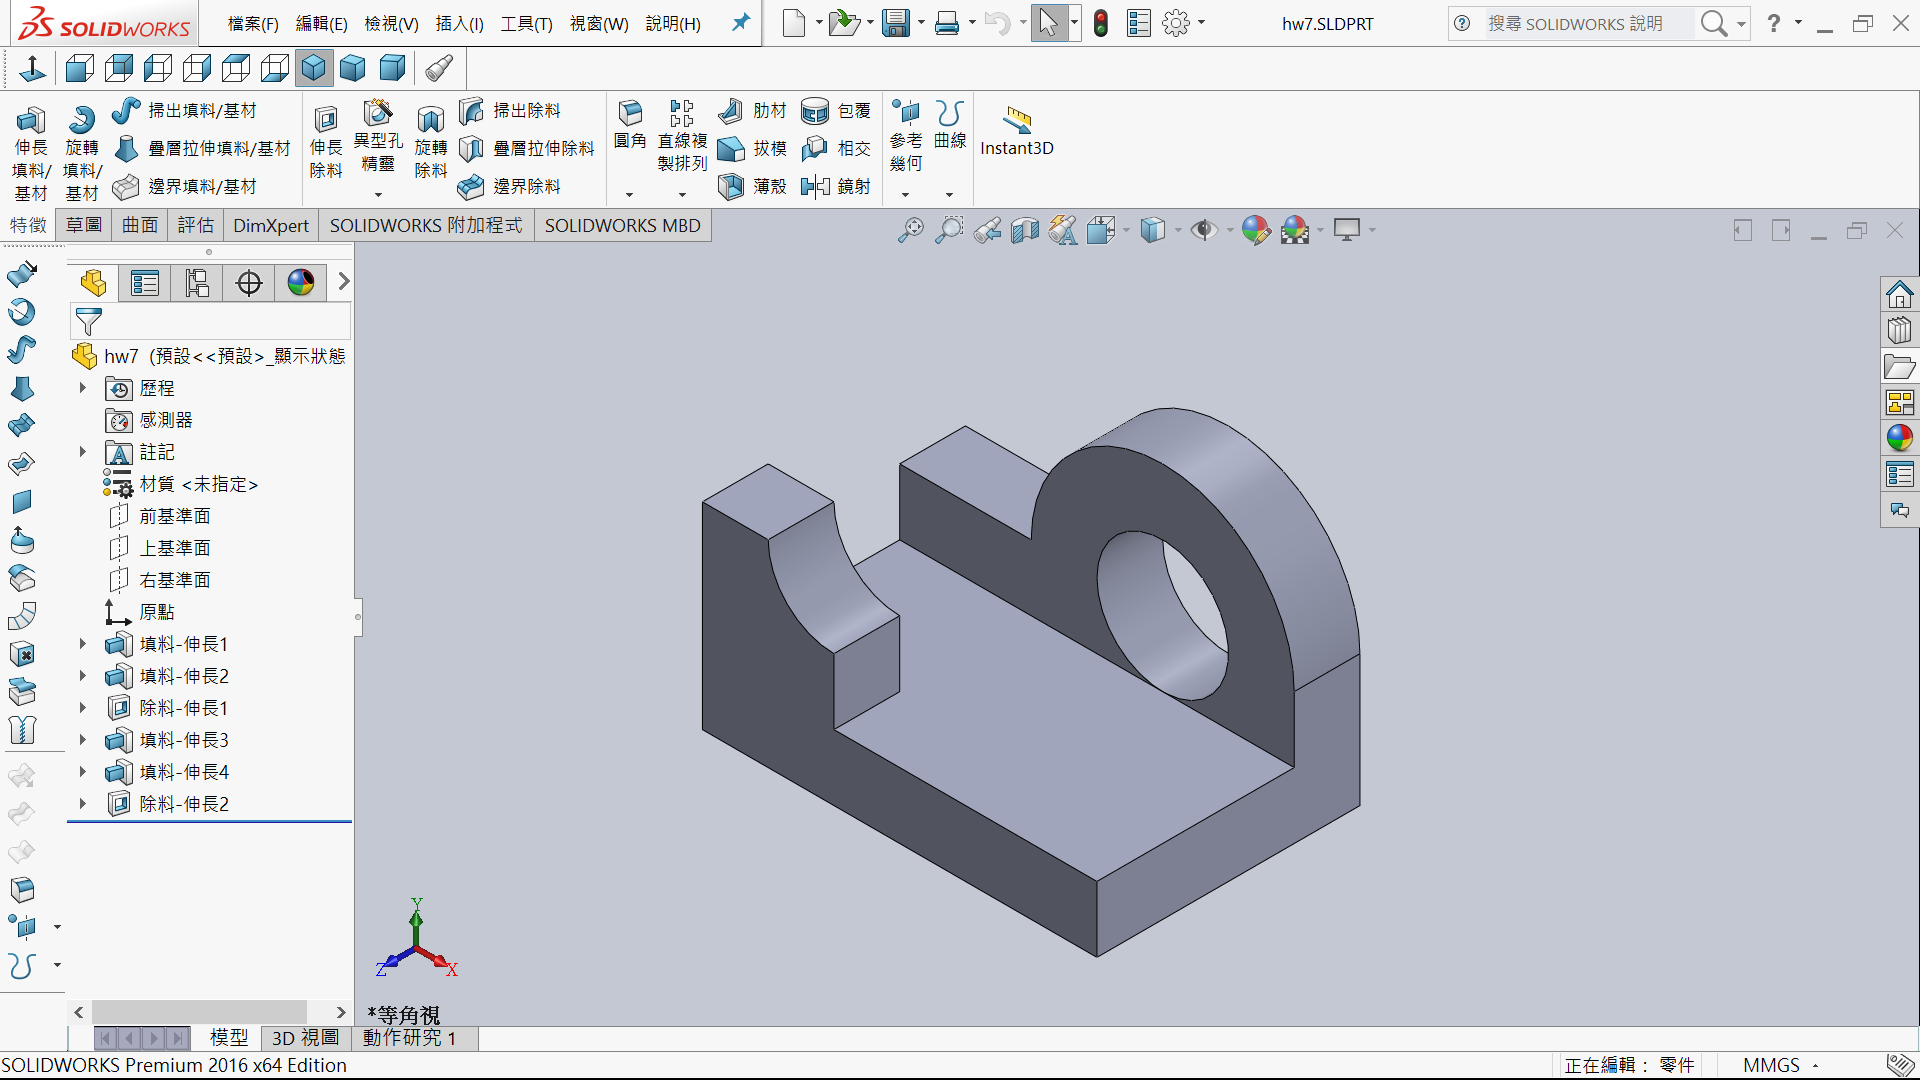 SOLIDWORKS 檔案(F) 編輯(E) 檢視(V) 插入(I) 工具(T) 視窗(W) 說明(H) hw7.SLDPRT 搜尋 SOLIDWORKS 說明
伸長填料/基材
旋轉填料/基材
掃出填料/基材
疊層拉伸填料/基材
邊界填料/基材
伸長除料
異型孔精靈
旋轉除料
掃出除料
疊層拉伸除料
邊界除料
圓角
直線複製排列
肋材
拔模
薄殼
包覆
相交
鏡射
參考幾何
曲線
Instant3D
特徵 草圖 曲面 評估 DimXpert SOLIDWORKS 附加程式 SOLIDWORKS MBD
hw7 (預設<<預設>_顯示狀態
歷程
感測器
註記
材質 <未指定>
前基準面
上基準面
右基準面
原點
填料-伸長1
填料-伸長2
除料-伸長1
填料-伸長3
填料-伸長4
除料-伸長2
Y
Z
X
*等角視
模型 3D 視圖 動作研究 1
SOLIDWORKS Premium 2016 x64 Edition 正在編輯： 零件 MMGS